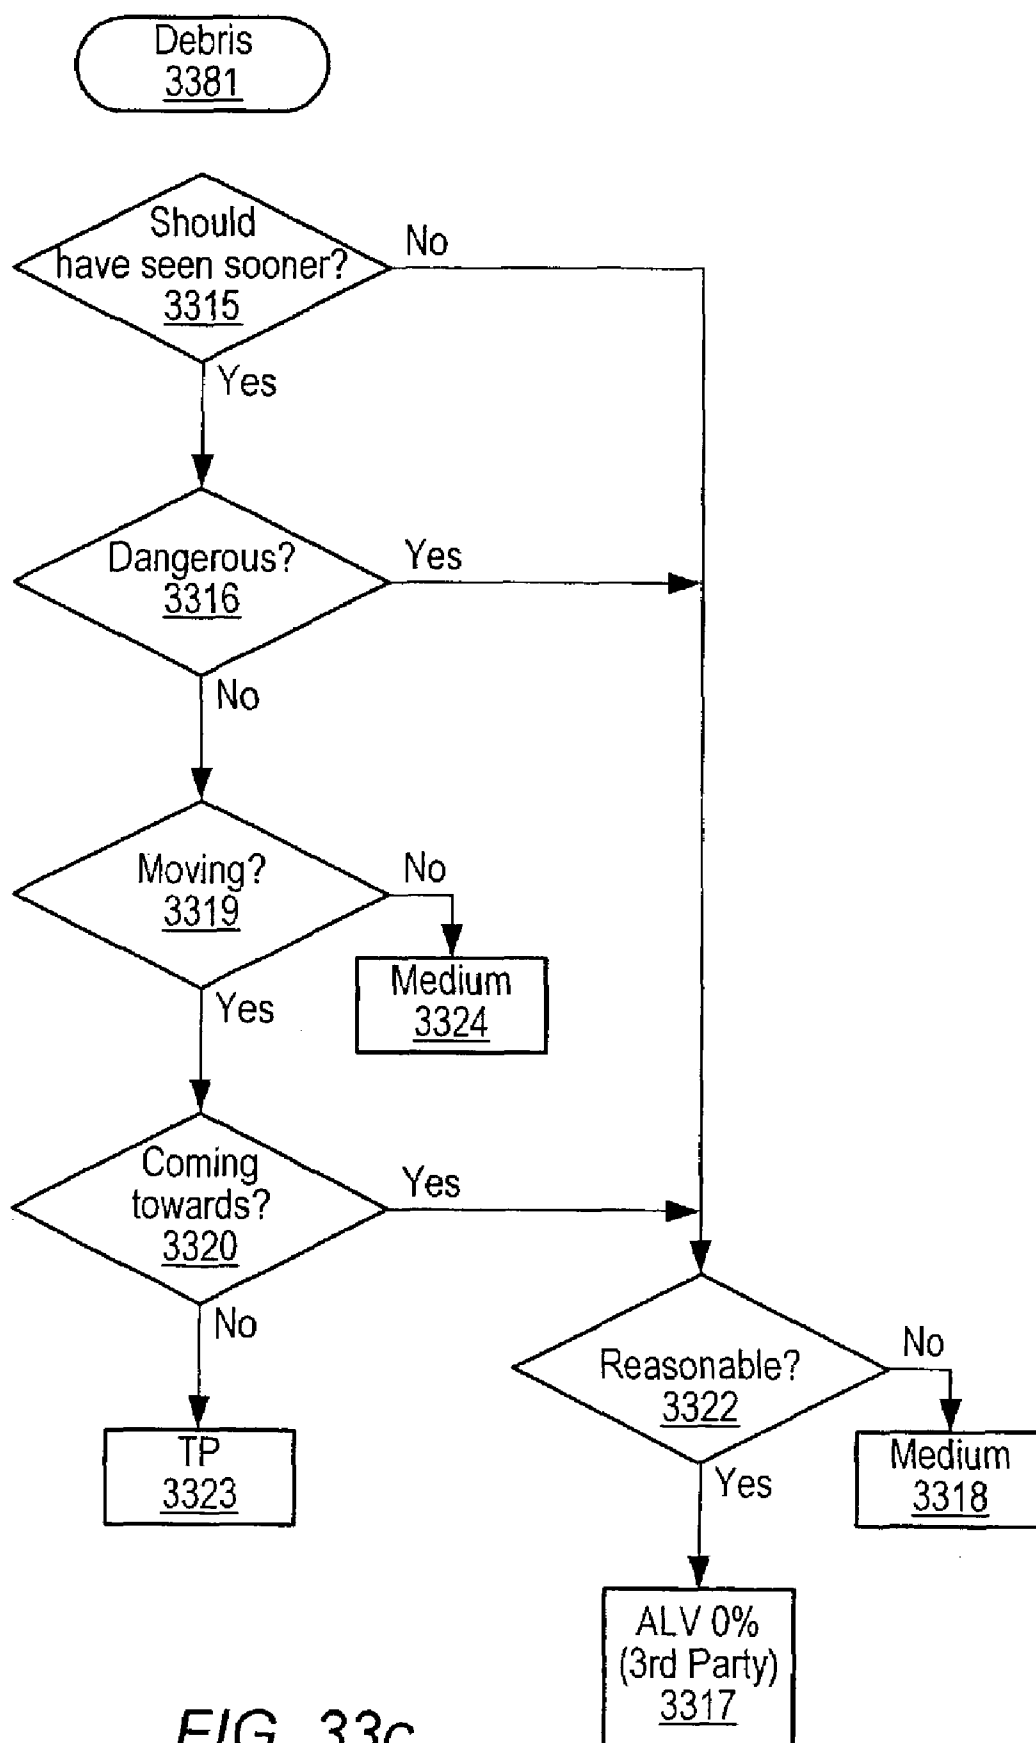 Debris
3381
Should
have seen sooner?
3315
No
Yes
Dangerous?
3316
Yes
No
Moving?
3319
No
Medium
3324
Yes
Coming
towards?
3320
Yes
No
TP
3323
Reasonable?
3322
No
Medium
3318
Yes
ALV 0%
(3rd Party)
3317
FIG. 33c